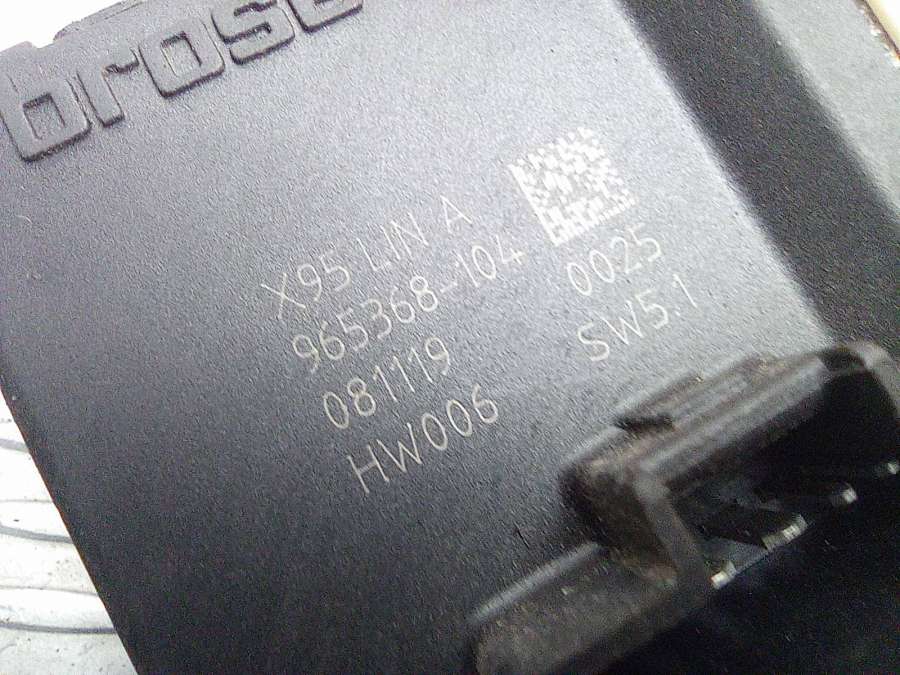 brose
X95 LIN A
965368-104 0025
081119 SW5.1
HW006